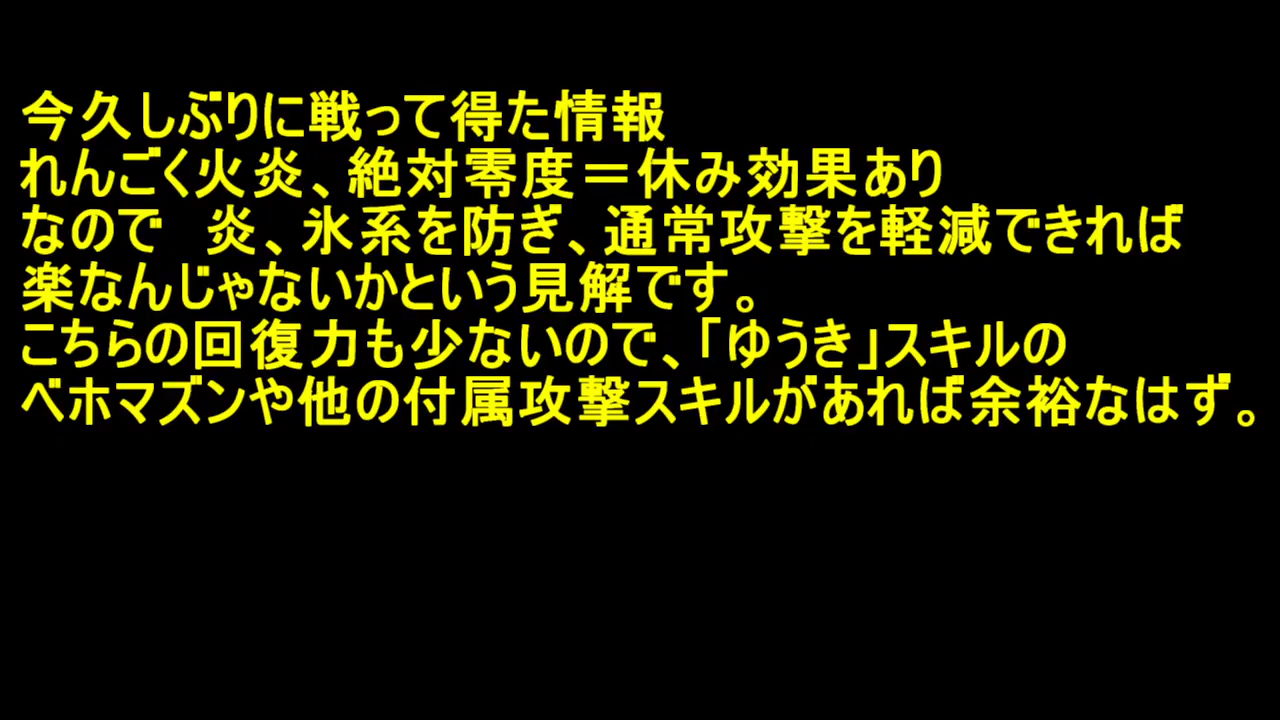 今久しぶりに戦って得た情報
れんごく火炎、絶対零度＝休み効果あり
なので　炎、氷系を防ぎ、通常攻撃を軽減できれば
楽なんじゃないかという見解です。
こちらの回復力も少ないので、「ゆうき」スキルの
ベホマズンや他の付属攻撃スキルがあれば余裕なはず。